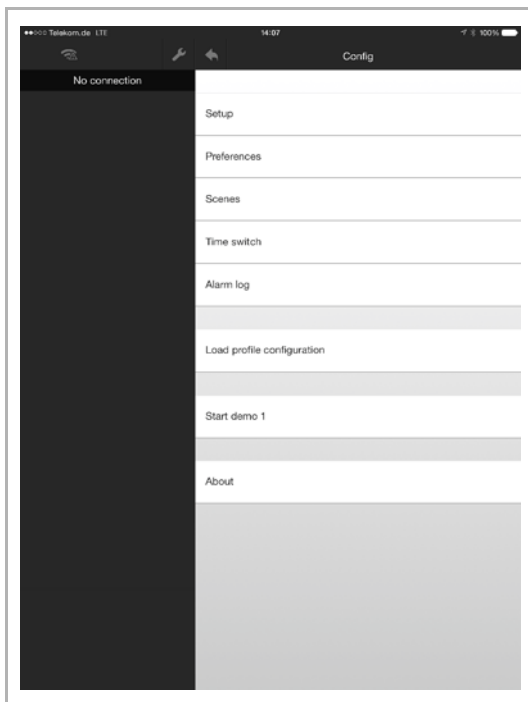 Telekom.de LTE 14:07 100%
Config
No connection
Setup
Preferences
Scenes
Time switch
Alarm log
Load profile configuration
Start demo 1
About